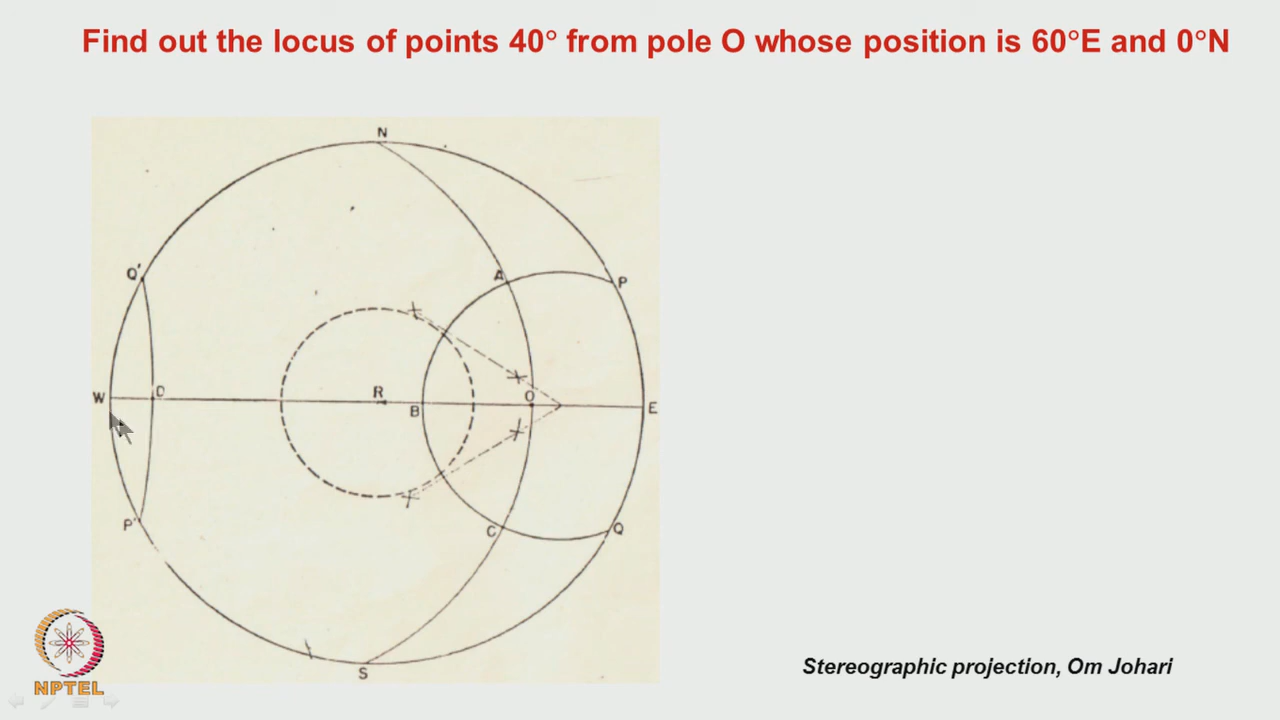 Find out the locus of points 40° from pole O whose position is 60°E and 0°N
N
Q'
A
P
W
D
R
B
O
E
P'
C
Q
S
Stereographic projection, Om Johari
NPTEL